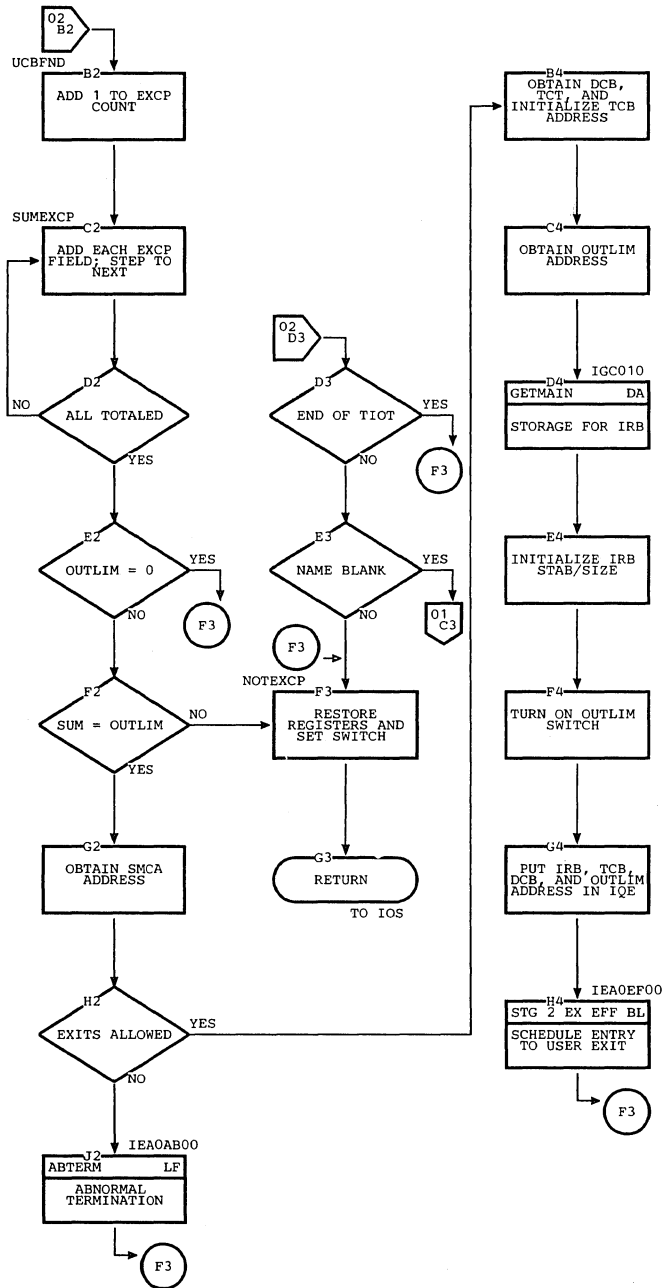 02
B2
UCBFND
B2
ADD 1 TO EXCP
COUNT
SUMEXCP
C2
ADD EACH EXCP
FIELD; STEP TO
NEXT
D2
NO
ALL TOTALED
YES
E2
OUTLIM = 0
YES
NO
F3
F2
SUM = OUTLIM
NO
YES
G2
OBTAIN SMCA
ADDRESS
H2
EXITS ALLOWED
YES
NO
IEA0AB00
J2
ABTERM LF
ABNORMAL
TERMINATION
F3
02
D3
D3
END OF TIOT
YES
NO
F3
E3
NAME BLANK
YES
NO
01
C3
F3
NOTEXCP
F3
RESTORE
REGISTERS AND
SET SWITCH
G3
RETURN
TO IOS
B4
OBTAIN DCB,
TCT, AND
INITIALIZE TCB
ADDRESS
C4
OBTAIN OUTLIM
ADDRESS
IGC010
D4
GETMAIN DA
STORAGE FOR IRB
E4
INITIALIZE IRB
STAB/SIZE
F4
TURN ON OUTLIM
SWITCH
G4
PUT IRB, TCB,
DCB, AND OUTLIM
ADDRESS IN IQE
IEA0EF00
H4
STG 2 EX EFF BL
SCHEDULE ENTRY
TO USER EXIT
F3